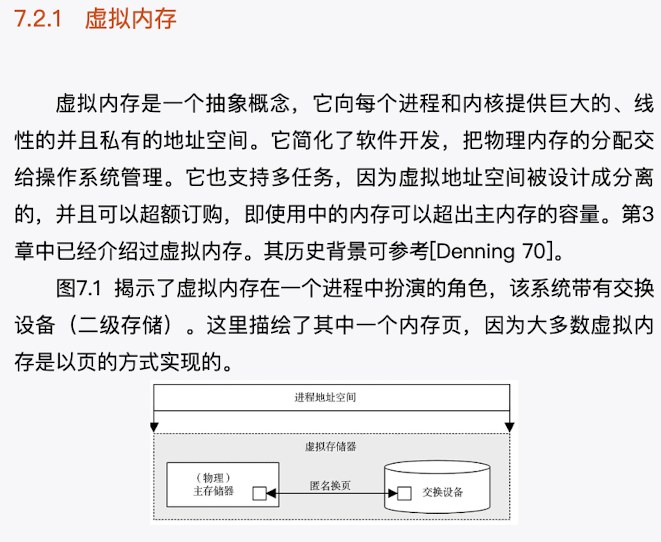 7.2.1 虚拟内存
虚拟内存是一个抽象概念，它向每个进程和内核提供巨大的、线
性的并且私有的地址空间。它简化了软件开发，把物理内存的分配交
给操作系统管理。它也支持多任务，因为虚拟地址空间被设计成分离
的，并且可以超额订购，即使用中的内存可以超出主内存的容量。第3
章中已经介绍过虚拟内存。其历史背景可参考[Denning 70]。
图7.1 揭示了虚拟内存在一个进程中扮演的角色，该系统带有交换
设备（二级存储）。这里描绘了其中一个内存页，因为大多数虚拟内
存是以页的方式实现的。
进程地址空间
虚拟存储器
（物理）
主存储器
匿名换页
交换设备